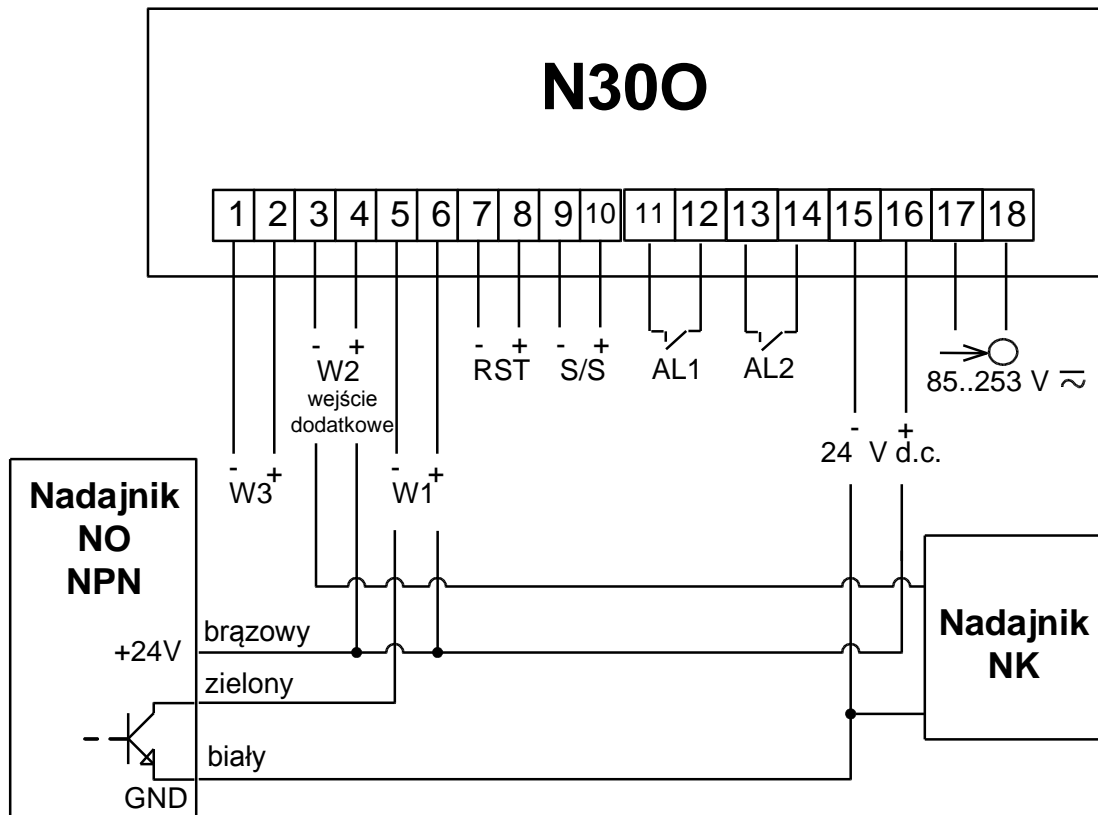 N30O
1 2 3 4 5 6 7 8 9 10 11 12 13 14 15 16 17 18
- + - + - +
W2 RST S/S AL1 AL2
wejście
dodatkowe
85..253 V ⎓~
- +
24 V d.c.
- + - +
W3 W1
Nadajnik
NO
NPN
+24V
brązowy
zielony
biały
GND
Nadajnik
NK